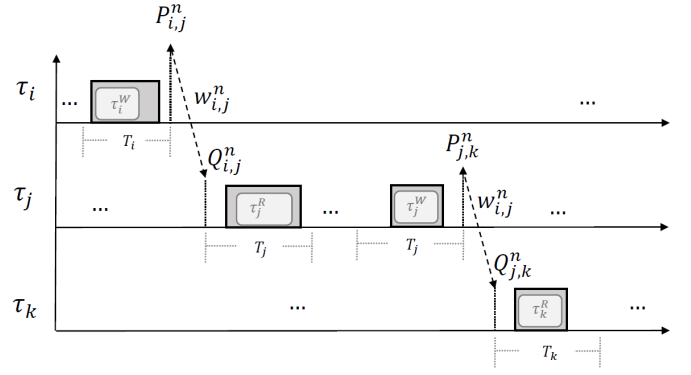 P^n_{i,j}
τ_i ... τ_i^W w^n_{i,j} ...
T_i Q^n_{i,j} P^n_{j,k}
τ_j ... τ_j^R ... τ_j^W w^n_{i,j} ...
T_j T_j Q^n_{j,k}
τ_k ... τ_k^R ...
T_k